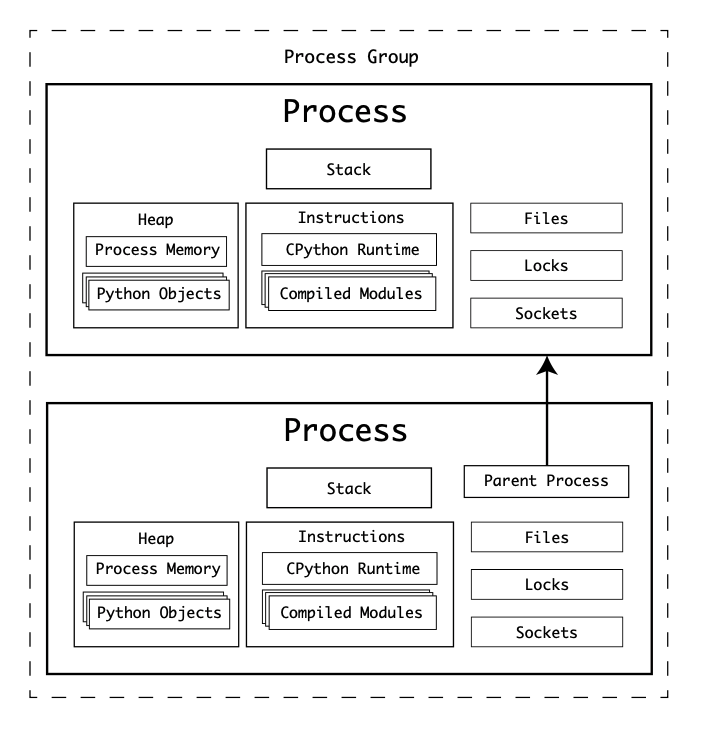 Process Group
Process
Stack
Heap
Process Memory
Python Objects
Instructions
CPython Runtime
Compiled Modules
Files
Locks
Sockets
Process
Stack
Parent Process
Heap
Process Memory
Python Objects
Instructions
CPython Runtime
Compiled Modules
Files
Locks
Sockets